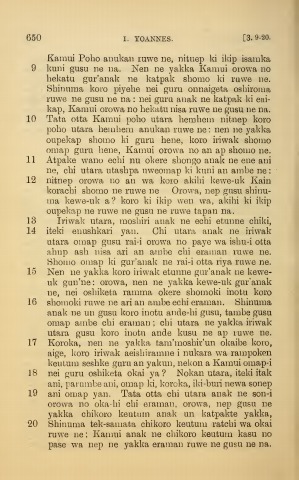 650 1. YOANNES. [3. 9-20.
Kamui Poho anukan ruwe ne, nitnep ki ikip isamka
9 kuni gusu ne na. Nen ne yakka Kamui orowa no
hekatu gur'anak ne katpak shomo ki ruwe ne.
Shinuma koro piyehe nei guru onnaigeta oshiroma
ruwe ne gusu ne na: nei guru anak ne katpak ki eai-
kap, Kamui orowa no hekatu nisa ruwe ne gusu ne na.
10 Tata otta Kamui poho utara hemhem nitnep koro
poho utara hemhem anukan ruwe ne: nen ne yakka
oupekap shomo ki guru hene, koro iriwak shomo
omap guru hene, Kamui orowa no an ap shomo ne.
11 Atpake wano echi nu okere shongo anak ne ene ani
ne, chi utara utashpa weomap ki kuni an ambe ne:
12 nitnep orowa no an wa koro akihi kewe-uk Kain
korachi shomo ne ruwe ne. Orowa, nep gusu shinu-
ma kewe-uk a? koro ki ikip wen wa, akihi ki ikip
oupekap ne ruwe ne gusu ne ruwe tapan na.
13 Iriwak utara, moshiri anak ne echi etunne chiki,
14 iteki enushkari yan. Chi utara anak ne iriwak
utara omap gusu rai-i orowa no paye wa ishu-i otta
ahup ash nisa ari an ambe chi eraman ruwe ne.
Shomo omap ki gur'anak ne rai-i otta riya ruwe ne.
15 Nen ne yakka koro iriwak etunne gur'anak ne kewe-
uk gun'ne: orowa, nen ne yakka kewe-uk gur'anak
ne, nei oshiketa ramma okere shomoki inotu koro
16 shomoki ruwe ne ari an ambe echi eraman. Shinuma
anak ne un gusu koro inotu ande-hi gusu, tambe gusu
omap ambe chi eraman; chi utara ne yakka iriwak
utara gusu koro inotu ande kusu ne ap ruwe ne.
17 Koroka, nen ne yakka tam'moshir'un okaibe koro,
aige, koro iriwak aeishiramne i nukara wa rampoken
keutum seshke guru an yakun, nekon a Kamui omap-i
18 nei guru oshiketa okai ya? Nokan utara, iteki itak
ani, parumbe ani, omap ki, koroka, iki-buri newa sonep
19 ani omap yan. Tata otta chi utara anak ne son-i
orowa no oka-hi chi eraman, orowa, nep gusu ne
yakka chikoro keutum anak un katpakte yakka,
20 Shinuma tek-samata chikoro keutum ratchi wa okai
ruwe ne; Kamui anak ne chikoro keutum kasu no
pase wa nep ne yakka eraman ruwe ne gusu ne na.